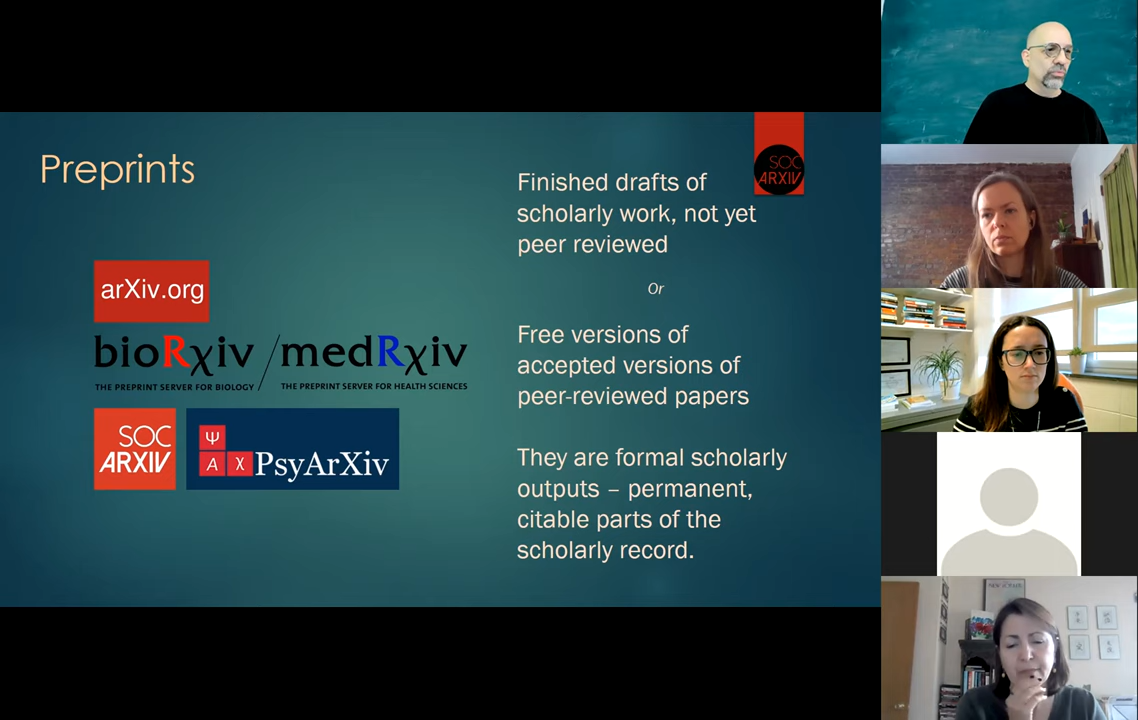 Preprints
arXiv.org
bioRχiv/medRχiv
THE PREPRINT SERVER FOR BIOLOGY
THE PREPRINT SERVER FOR HEALTH SCIENCES
SOC
ARXIV
Ψ
A X
PsyArXiv
SOC
ARXIV
Finished drafts of
scholarly work, not yet
peer reviewed
Or
Free versions of
accepted versions of
peer-reviewed papers
They are formal scholarly
outputs – permanent,
citable parts of the
scholarly record.